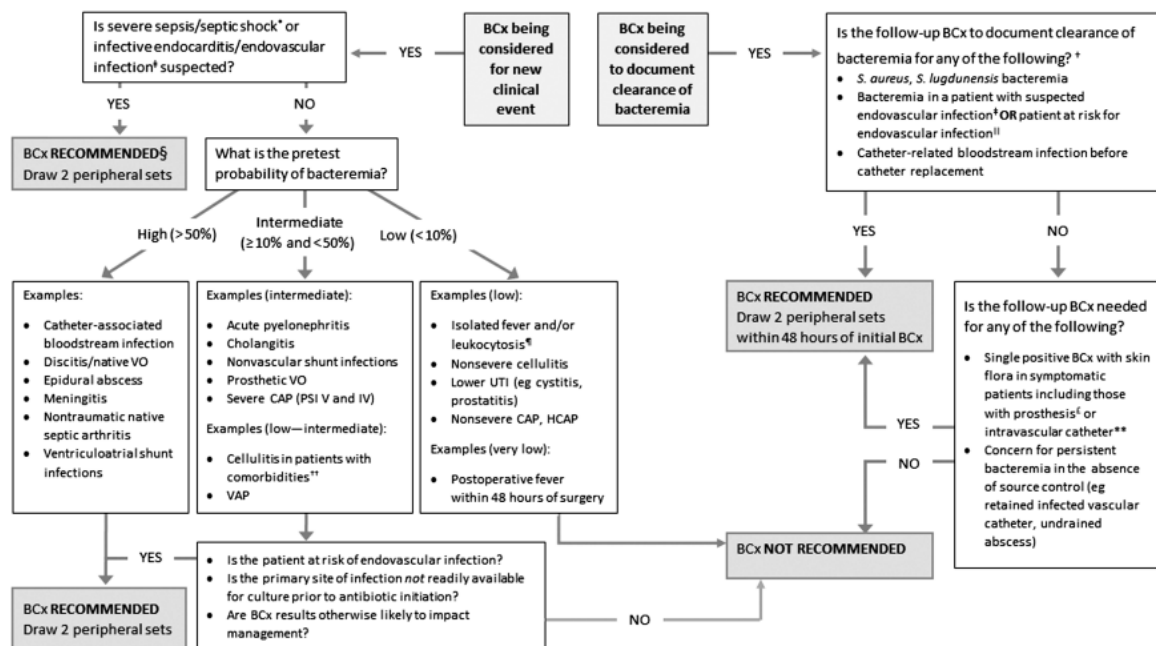 Is severe sepsis/septic shock* or
infective endocarditis/endovascular
infection‡ suspected?
YES
BCx being
considered
for new
clinical
event
BCx being
considered
to document
clearance of
bacteremia
YES
Is the follow-up BCx to document clearance of
bacteremia for any of the following? †
• S. aureus, S. lugdunensis bacteremia
• Bacteremia in a patient with suspected
endovascular infection‡ OR patient at risk for
endovascular infection||
• Catheter-related bloodstream infection before
catheter replacement
YES
NO
BCx RECOMMENDED§
Draw 2 peripheral sets
What is the pretest
probability of bacteremia?
High (>50%)
Intermediate
(≥10% and <50%)
Low (<10%)
YES
NO
Examples:
• Catheter-associated
bloodstream infection
• Discitis/native VO
• Epidural abscess
• Meningitis
• Nontraumatic native
septic arthritis
• Ventriculoatrial shunt
infections
Examples (intermediate):
• Acute pyelonephritis
• Cholangitis
• Nonvascular shunt infections
• Prosthetic VO
• Severe CAP (PSI V and IV)
Examples (low—intermediate):
• Cellulitis in patients with
comorbidities††
• VAP
Examples (low):
• Isolated fever and/or
leukocytosis¶
• Nonsevere cellulitis
• Lower UTI (eg cystitis,
prostatitis)
• Nonsevere CAP, HCAP
Examples (very low):
• Postoperative fever
within 48 hours of surgery
BCx RECOMMENDED
Draw 2 peripheral sets
within 48 hours of initial BCx
Is the follow-up BCx needed
for any of the following?
• Single positive BCx with skin
flora in symptomatic
patients including those
with prosthesis£ or
intravascular catheter**
• Concern for persistent
bacteremia in the absence
of source control (eg
retained infected vascular
catheter, undrained
abscess)
YES
NO
YES
• Is the patient at risk of endovascular infection?
• Is the primary site of infection not readily available
for culture prior to antibiotic initiation?
• Are BCx results otherwise likely to impact
management?
NO
BCx NOT RECOMMENDED
BCx RECOMMENDED
Draw 2 peripheral sets